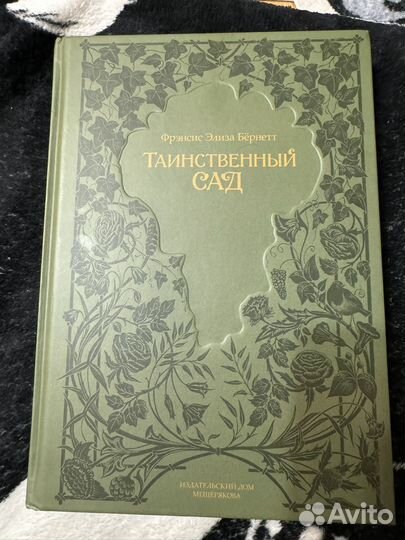 Фрэнсис Элиза Бёрнетт
ТАИНСТВЕННЫЙ
САД
ИЗДАТЕЛЬСКИЙ ДОМ
МЕЩЕРЯКОВА
Avito